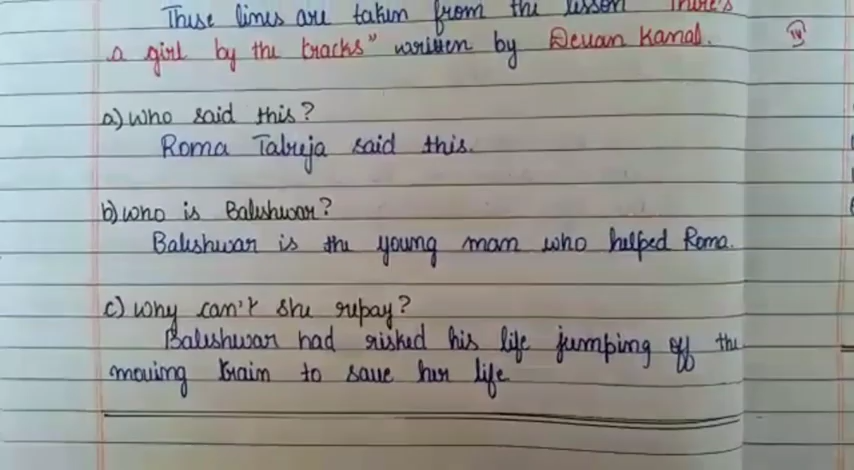 These lines are taken from the lesson "There's
a girl by the tracks" written by Deven Kanal.
a) Who said this?
Roma Talreja said this.
b) who is Baleshwar?
Baleshwar is the young man who helped Roma.
c) why can't she repay?
Baleshwar had risked his life jumping off the
moving train to save her life